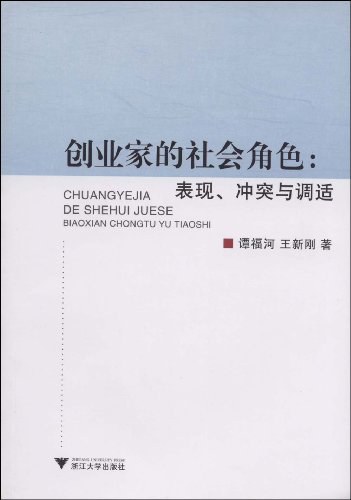 创业家的社会角色：
表现、冲突与调适
CHUANGYEJIA
DE SHEHUI JUESE
BIAOXIAN CHONGTU YU TIAOSHI
谭福河 王新刚 著
ZHEJIANG UNIVERSITY PRESS
浙江大学出版社